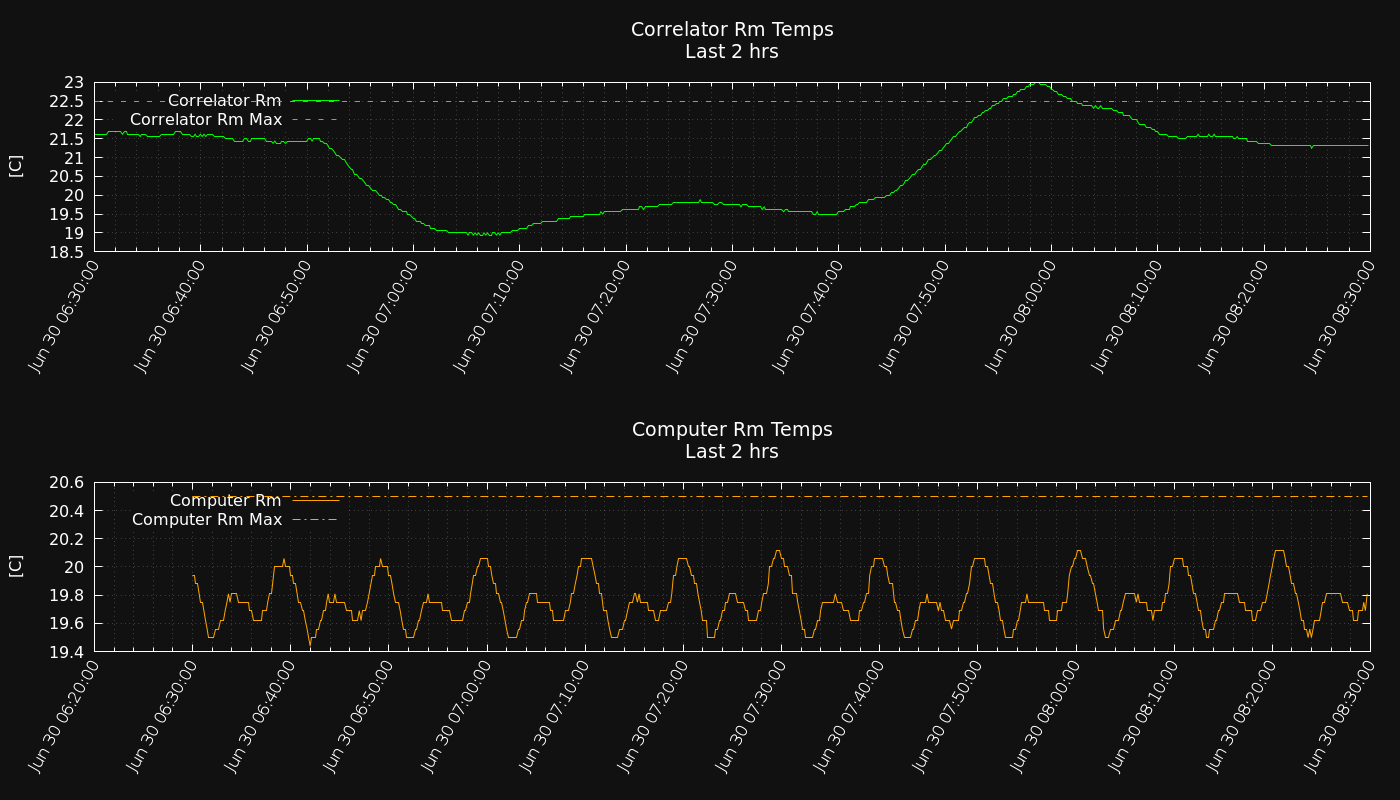 Correlator Rm Temps
Last 2 hrs
[C]
23
22.5
22
21.5
21
20.5
20
19.5
19
18.5
Correlator Rm
Correlator Rm Max
Jun 30 06:30:00
Jun 30 06:40:00
Jun 30 06:50:00
Jun 30 07:00:00
Jun 30 07:10:00
Jun 30 07:20:00
Jun 30 07:30:00
Jun 30 07:40:00
Jun 30 07:50:00
Jun 30 08:00:00
Jun 30 08:10:00
Jun 30 08:20:00
Jun 30 08:30:00
Computer Rm Temps
Last 2 hrs
[C]
20.6
20.4
20.2
20
19.8
19.6
19.4
Computer Rm
Computer Rm Max
Jun 30 06:20:00
Jun 30 06:30:00
Jun 30 06:40:00
Jun 30 06:50:00
Jun 30 07:00:00
Jun 30 07:10:00
Jun 30 07:20:00
Jun 30 07:30:00
Jun 30 07:40:00
Jun 30 07:50:00
Jun 30 08:00:00
Jun 30 08:10:00
Jun 30 08:20:00
Jun 30 08:30:00